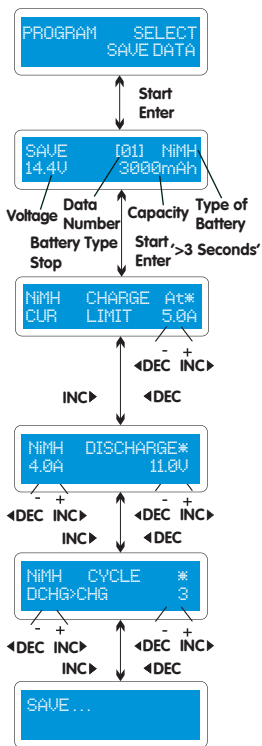 PROGRAM SELECT
SAVE DATA
Start
Enter
SAVE [01] NiMH
14.4V 3000mAh
Voltage Data Number Capacity Type of Battery
Battery Type
Stop
Start
Enter
'>3 Seconds'
NiMH CHARGE At*
CUR LIMIT 5.0A
- +
◀DEC INC▶
INC▶ ◀DEC
NiMH DISCHARGE*
4.0A 11.0V
- + - +
◀DEC INC▶ ◀DEC INC▶
INC▶ ◀DEC
NiMH CYCLE *
DCHG>CHG 3
- + - +
◀DEC INC▶ ◀DEC INC▶
INC▶ ◀DEC
SAVE...